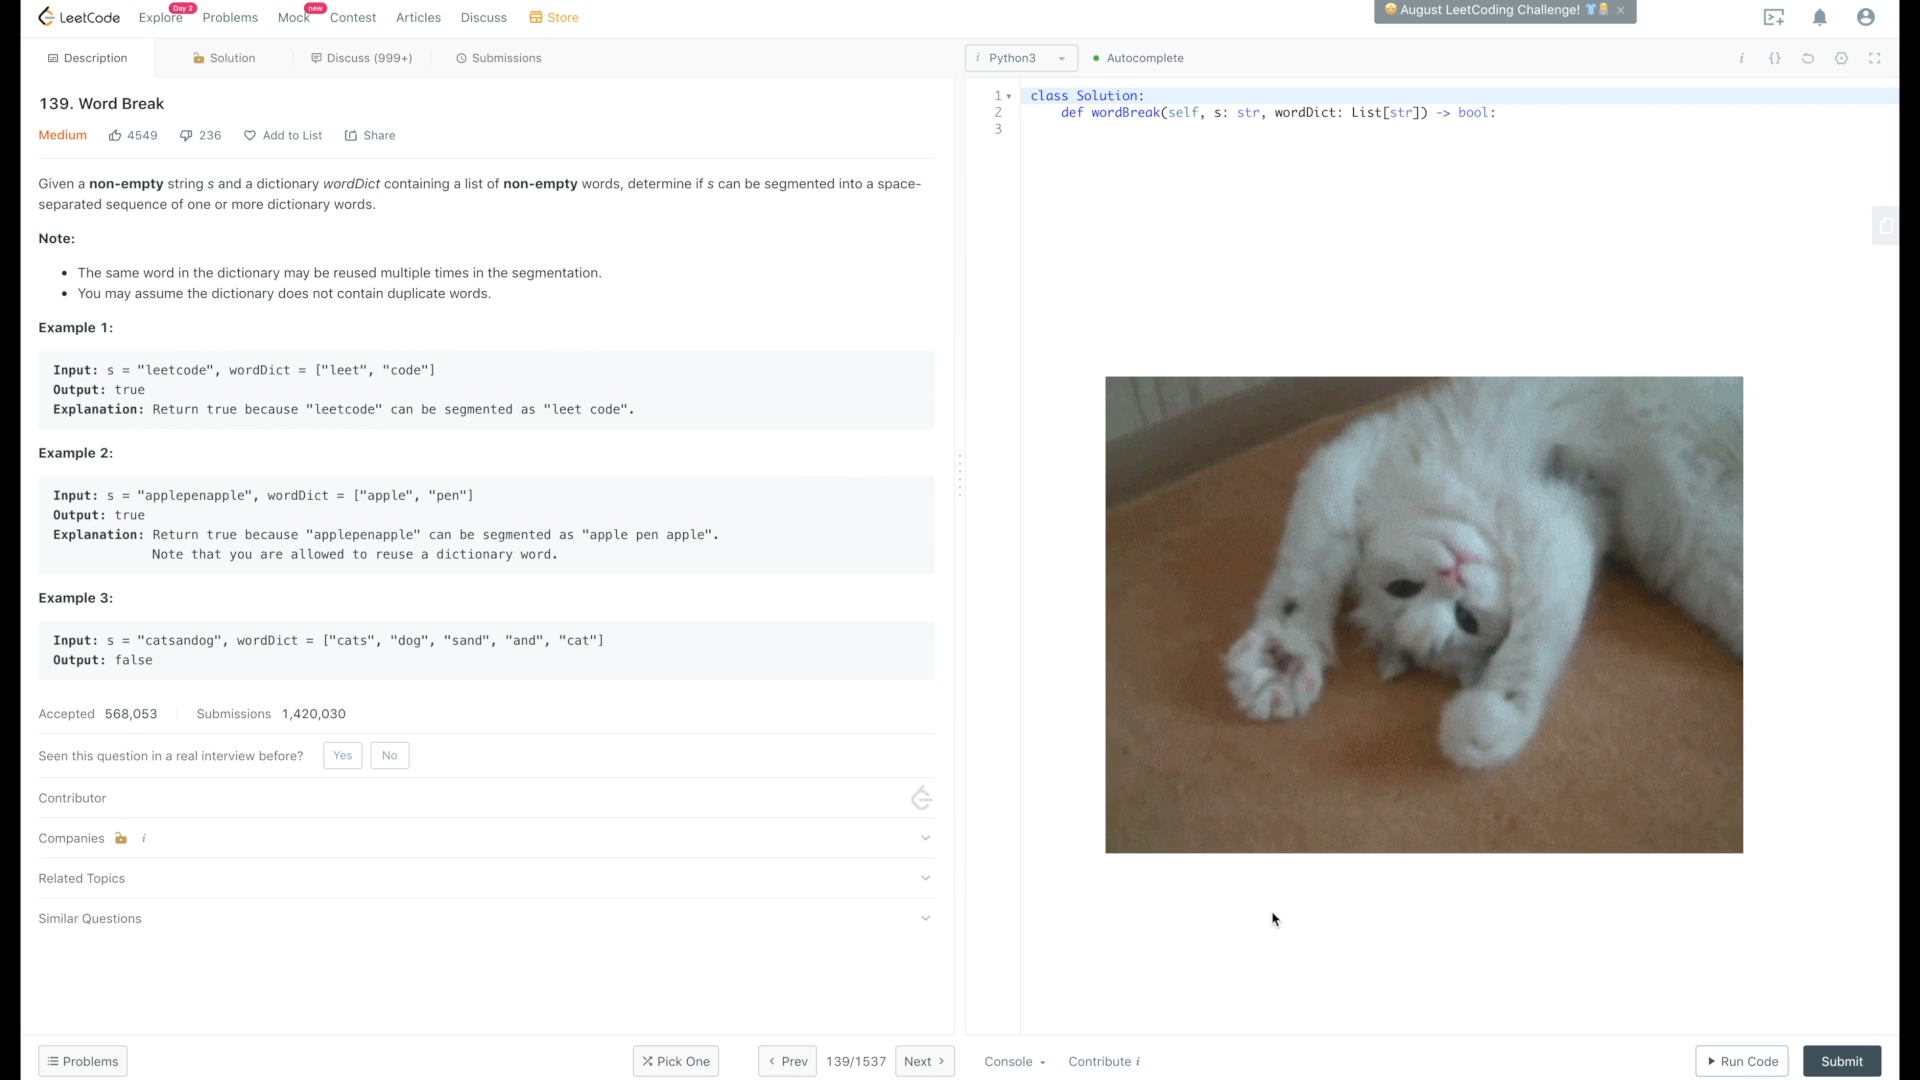 LeetCode Explore Day 2 Problems Mock new Contest Articles Discuss Store
🤩 August LeetCoding Challenge! 👕 ×
Description Solution Discuss (999+) Submissions
i Python3 Autocomplete i {}
139. Word Break
Medium 4549 236 Add to List Share
Given a non-empty string s and a dictionary wordDict containing a list of non-empty words, determine if s can be segmented into a space-
separated sequence of one or more dictionary words.
Note:
• The same word in the dictionary may be reused multiple times in the segmentation.
• You may assume the dictionary does not contain duplicate words.
Example 1:
Input: s = "leetcode", wordDict = ["leet", "code"]
Output: true
Explanation: Return true because "leetcode" can be segmented as "leet code".
Example 2:
Input: s = "applepenapple", wordDict = ["apple", "pen"]
Output: true
Explanation: Return true because "applepenapple" can be segmented as "apple pen apple".
Note that you are allowed to reuse a dictionary word.
Example 3:
Input: s = "catsandog", wordDict = ["cats", "dog", "sand", "and", "cat"]
Output: false
Accepted 568,053 Submissions 1,420,030
Seen this question in a real interview before? Yes No
Contributor
Companies i
Related Topics
Similar Questions
1 class Solution:
2 def wordBreak(self, s: str, wordDict: List[str]) -> bool:
3
Problems Pick One < Prev 139/1537 Next >
Console Contribute i Run Code Submit